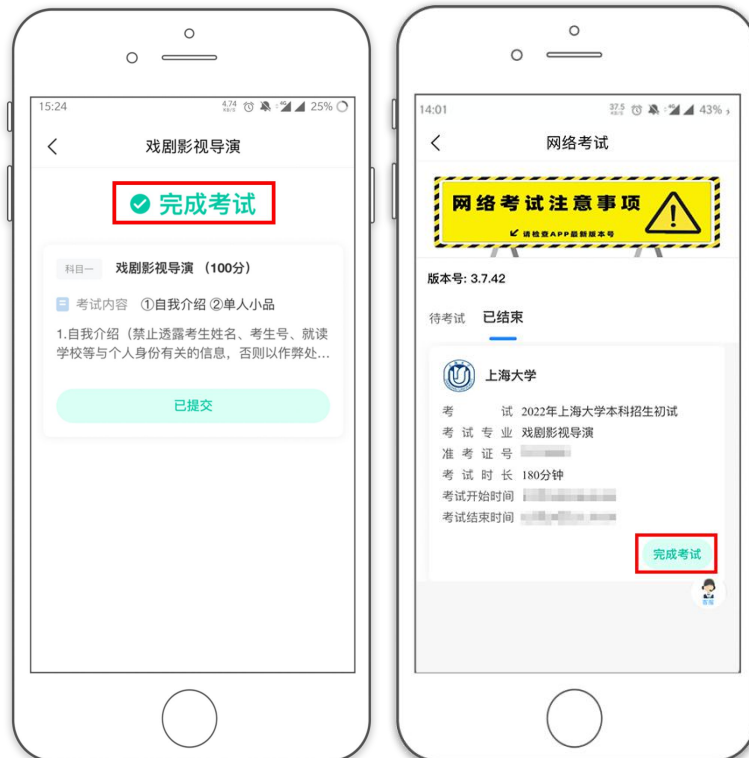 15:24
4.74
KB/S
4G
25%
戏剧影视导演
完成考试
科目一 戏剧影视导演 (100分)
考试内容 ①自我介绍 ②单人小品
1.自我介绍（禁止透露考生姓名、考生号、就读
学校等与个人身份有关的信息，否则以作弊处...
已提交
14:01
37.5
KB/S
4G
43%
网络考试
网络考试注意事项
请检查APP最新版本号
版本号: 3.7.42
待考试 已结束
上海大学
考 试 2022年上海大学本科招生初试
考试专业 戏剧影视导演
准考证号
考试时长 180分钟
考试开始时间
考试结束时间
完成考试
客服